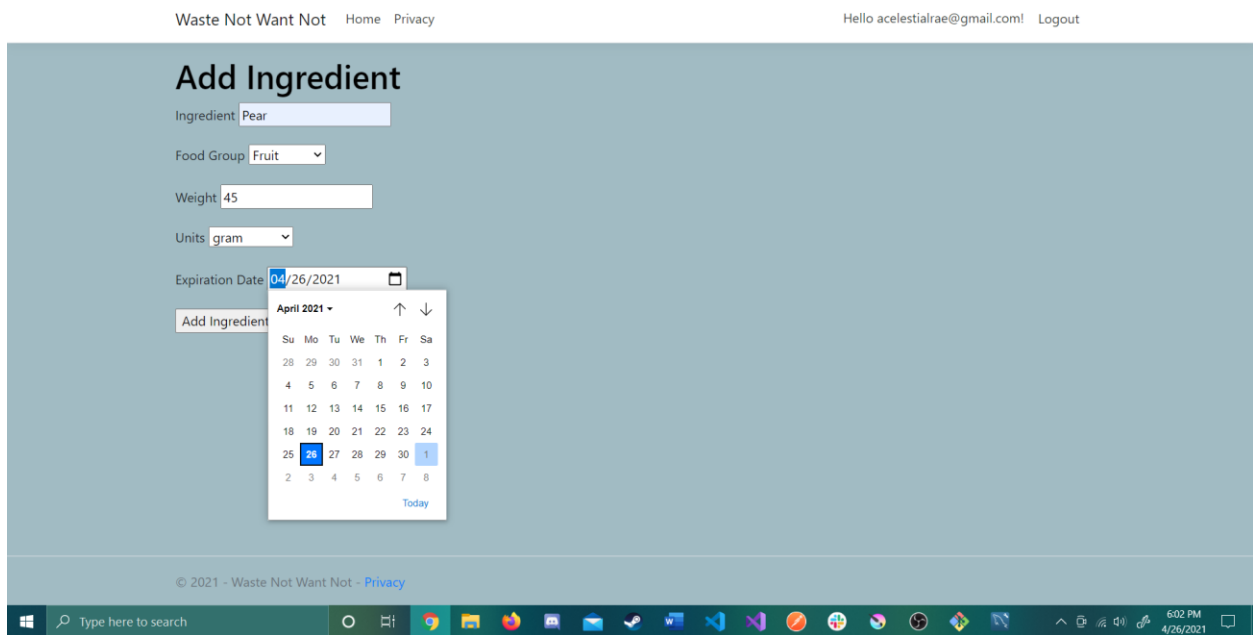 Waste Not Want Not Home Privacy Hello acelestialrae@gmail.com! Logout
Add Ingredient
Ingredient Pear
Food Group Fruit
Weight 45
Units gram
Expiration Date 04/26/2021
Add Ingredient
April 2021
Su Mo Tu We Th Fr Sa
28 29 30 31 1 2 3
4 5 6 7 8 9 10
11 12 13 14 15 16 17
18 19 20 21 22 23 24
25 26 27 28 29 30 1
2 3 4 5 6 7 8
Today
© 2021 - Waste Not Want Not - Privacy
Type here to search
6:02 PM
4/26/2021